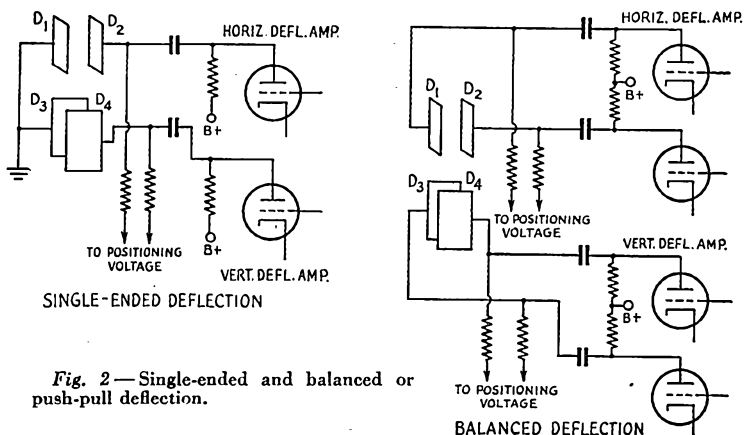 D1
D2
HORIZ. DEFL. AMP.
D3
D4
B+
B+
TO POSITIONING
VOLTAGE
VERT. DEFL. AMP.
SINGLE-ENDED DEFLECTION
Fig. 2—Single-ended and balanced or
push-pull deflection.
HORIZ. DEFL. AMP.
D1
D2
B+
D3
D4
TO POSITIONING
VOLTAGE
VERT. DEFL. AMP.
B+
TO POSITIONING
VOLTAGE
BALANCED DEFLECTION